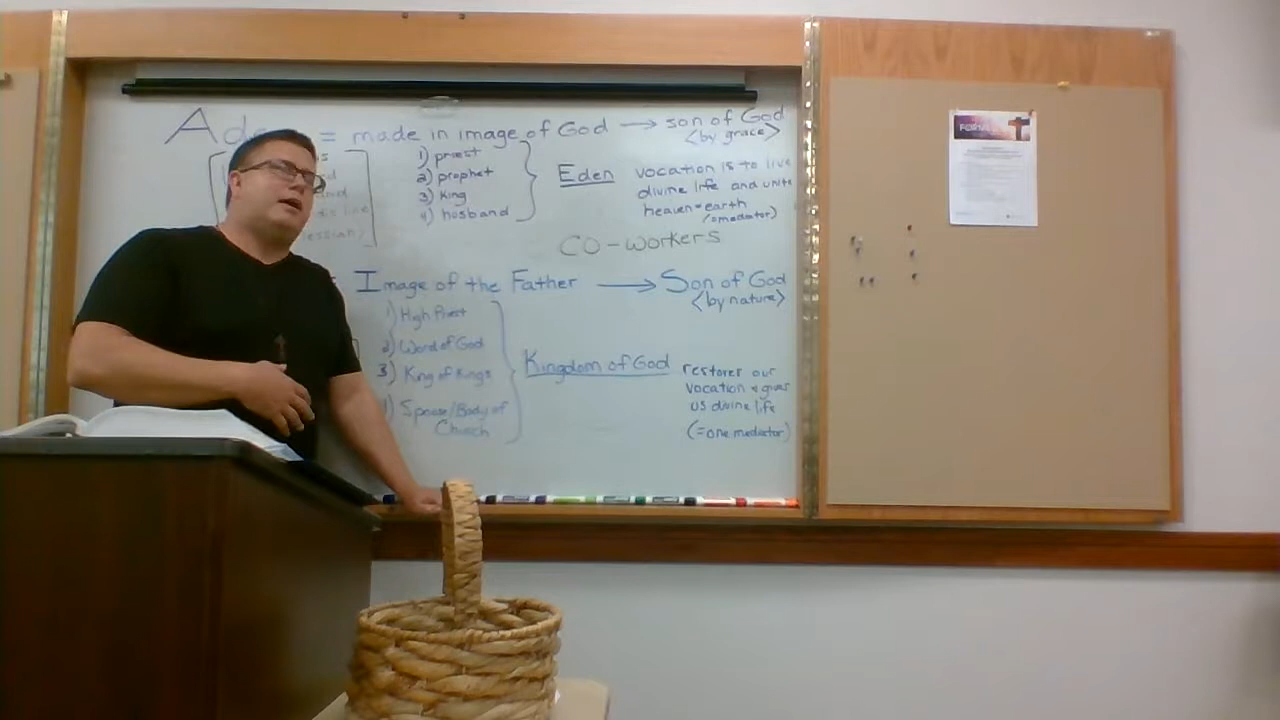 Ad = made in image of God → son of God
<by grace>
1) priest
2) prophet
3) King
4) husband
Eden
vocation is to live
divine life and unite
heaven = earth
(=mediator)
CO-WORKERS
Image of the Father → Son of God
<by nature>
1) High Priest
2) Word of God
3) King of Kings
) Spouse/Body of
Church
Kingdom of God
restores our
vocation & gives
us divine life
(=one mediator)